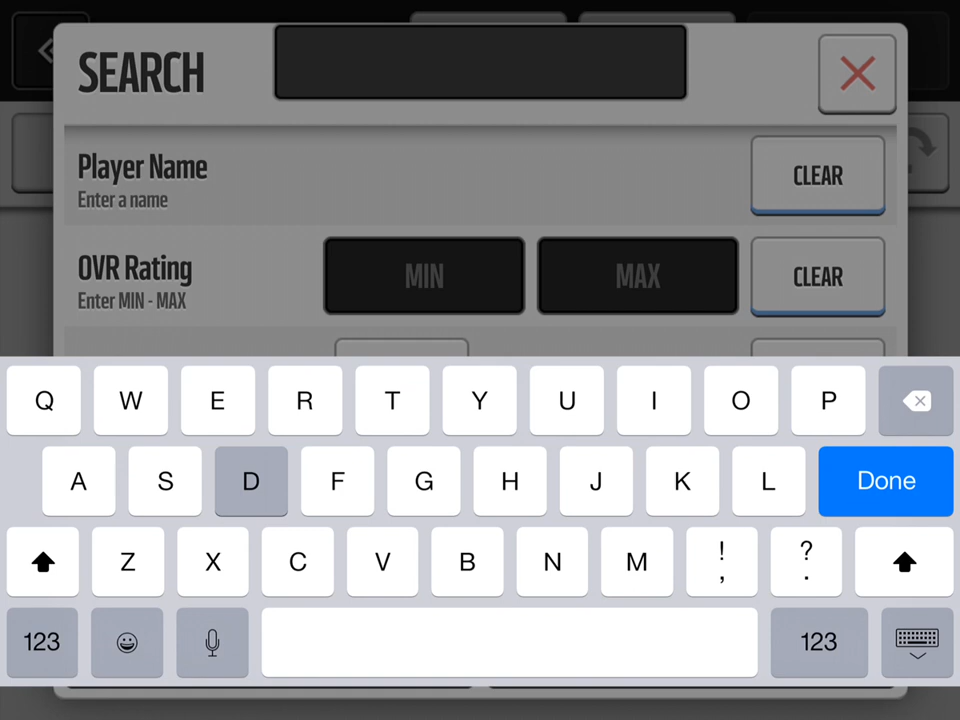 SEARCH
Player Name
Enter a name
CLEAR
OVR Rating
Enter MIN - MAX
MIN
MAX
CLEAR
Q W E R T Y U I O P
A S D F G H J K L Done
Z X C V B N M ! , ? .
123 123